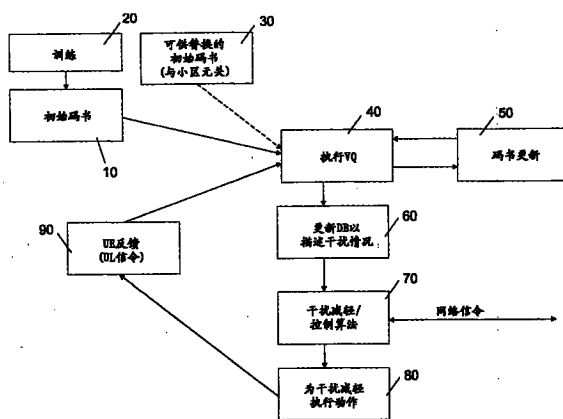 20
训练
30
可供替换的
初始码书
(与小区无关)
初始码书
10
40
执行VQ
50
码书更新
60
更新DB以
描述干扰情况
90
UE反馈
(UL信令)
70
干扰减轻/
控制算法
网络信令
80
为干扰减轻
执行动作